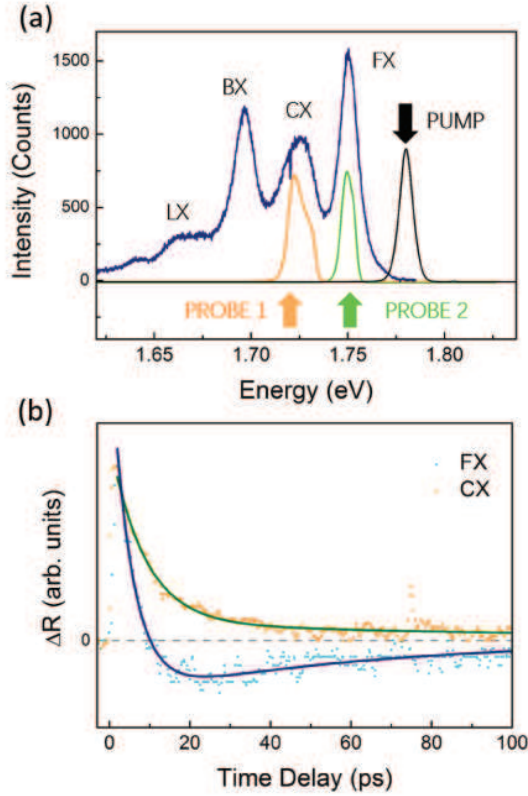 (a)
1500
1000
500
0
Intensity (Counts)
LX
BX
CX
FX
PUMP
PROBE 1
PROBE 2
1.65
1.70
1.75
1.80
Energy (eV)
(b)
ΔR (arb. units)
0
FX
CX
0
20
40
60
80
100
Time Delay (ps)